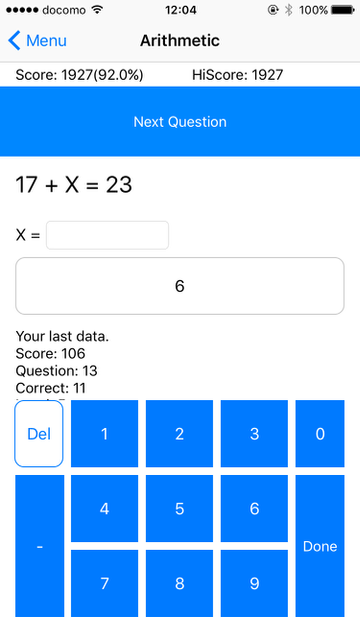 docomo 12:04 100%
Menu Arithmetic
Score: 1927(92.0%) HiScore: 1927
Next Question
17 + X = 23
X =
6
Your last data.
Score: 106
Question: 13
Correct: 11
Del 1 2 3 0
4 5 6
- Done
7 8 9